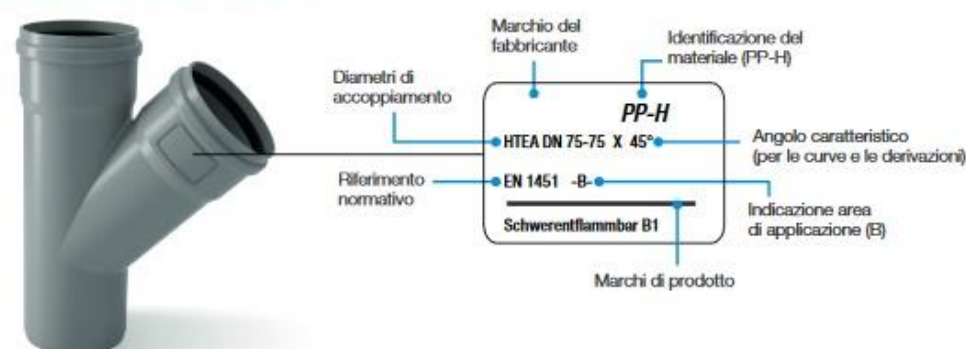 Marchio del
fabbricante
Identificazione del
materiale (PP-H)
Diametri di
accoppiamento
PP-H
HTEA DN 75-75 X 45°
Angolo caratteristico
(per le curve e le derivazioni)
Riferimento
normativo
EN 1451 -B-
Indicazione area
di applicazione (B)
Schwerentflammbar B1
Marchi di prodotto